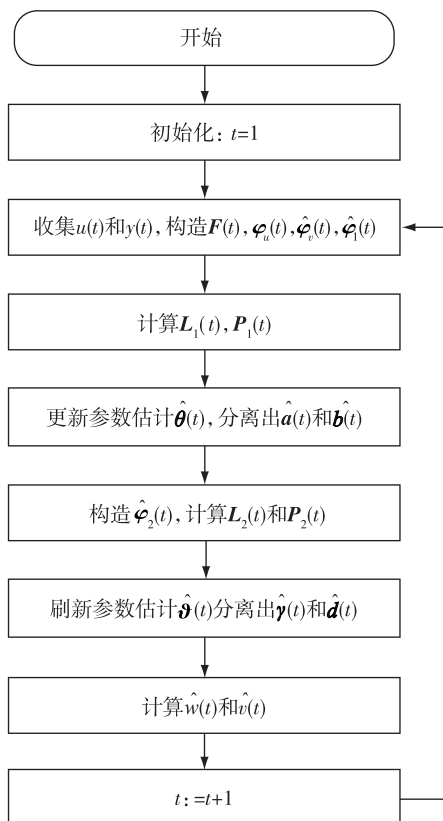 开始
初始化: t=1
收集u(t)和y(t), 构造F(t), φ_u(t), φ̂_v(t), φ̂_1(t)
计算L_1(t), P_1(t)
更新参数估计θ̂(t), 分离出â(t)和b̂(t)
构造φ̂_2(t), 计算L_2(t)和P_2(t)
刷新参数估计ϑ̂(t)分离出γ̂(t)和d̂(t)
计算ŵ(t)和v̂(t)
t:=t+1